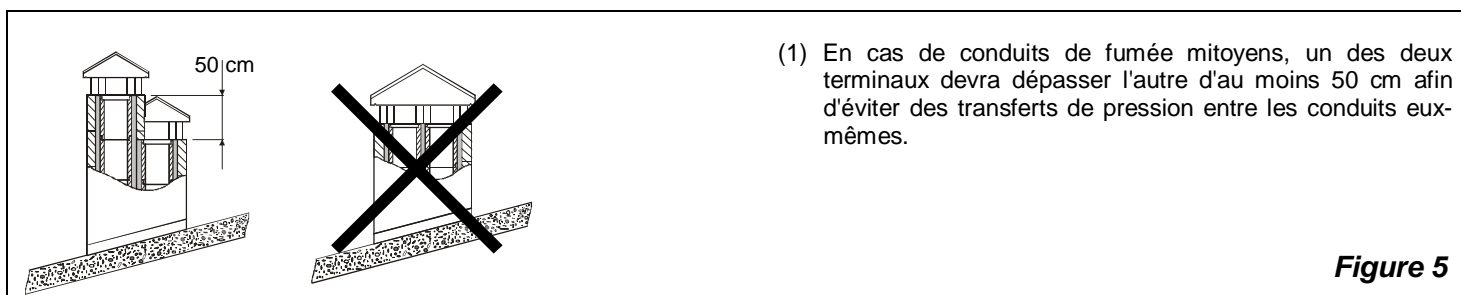 50 cm
(1) En cas de conduits de fumée mitoyens, un des deux
terminaux devra dépasser l'autre d'au moins 50 cm afin
d'éviter des transferts de pression entre les conduits eux-
mêmes.
Figure 5